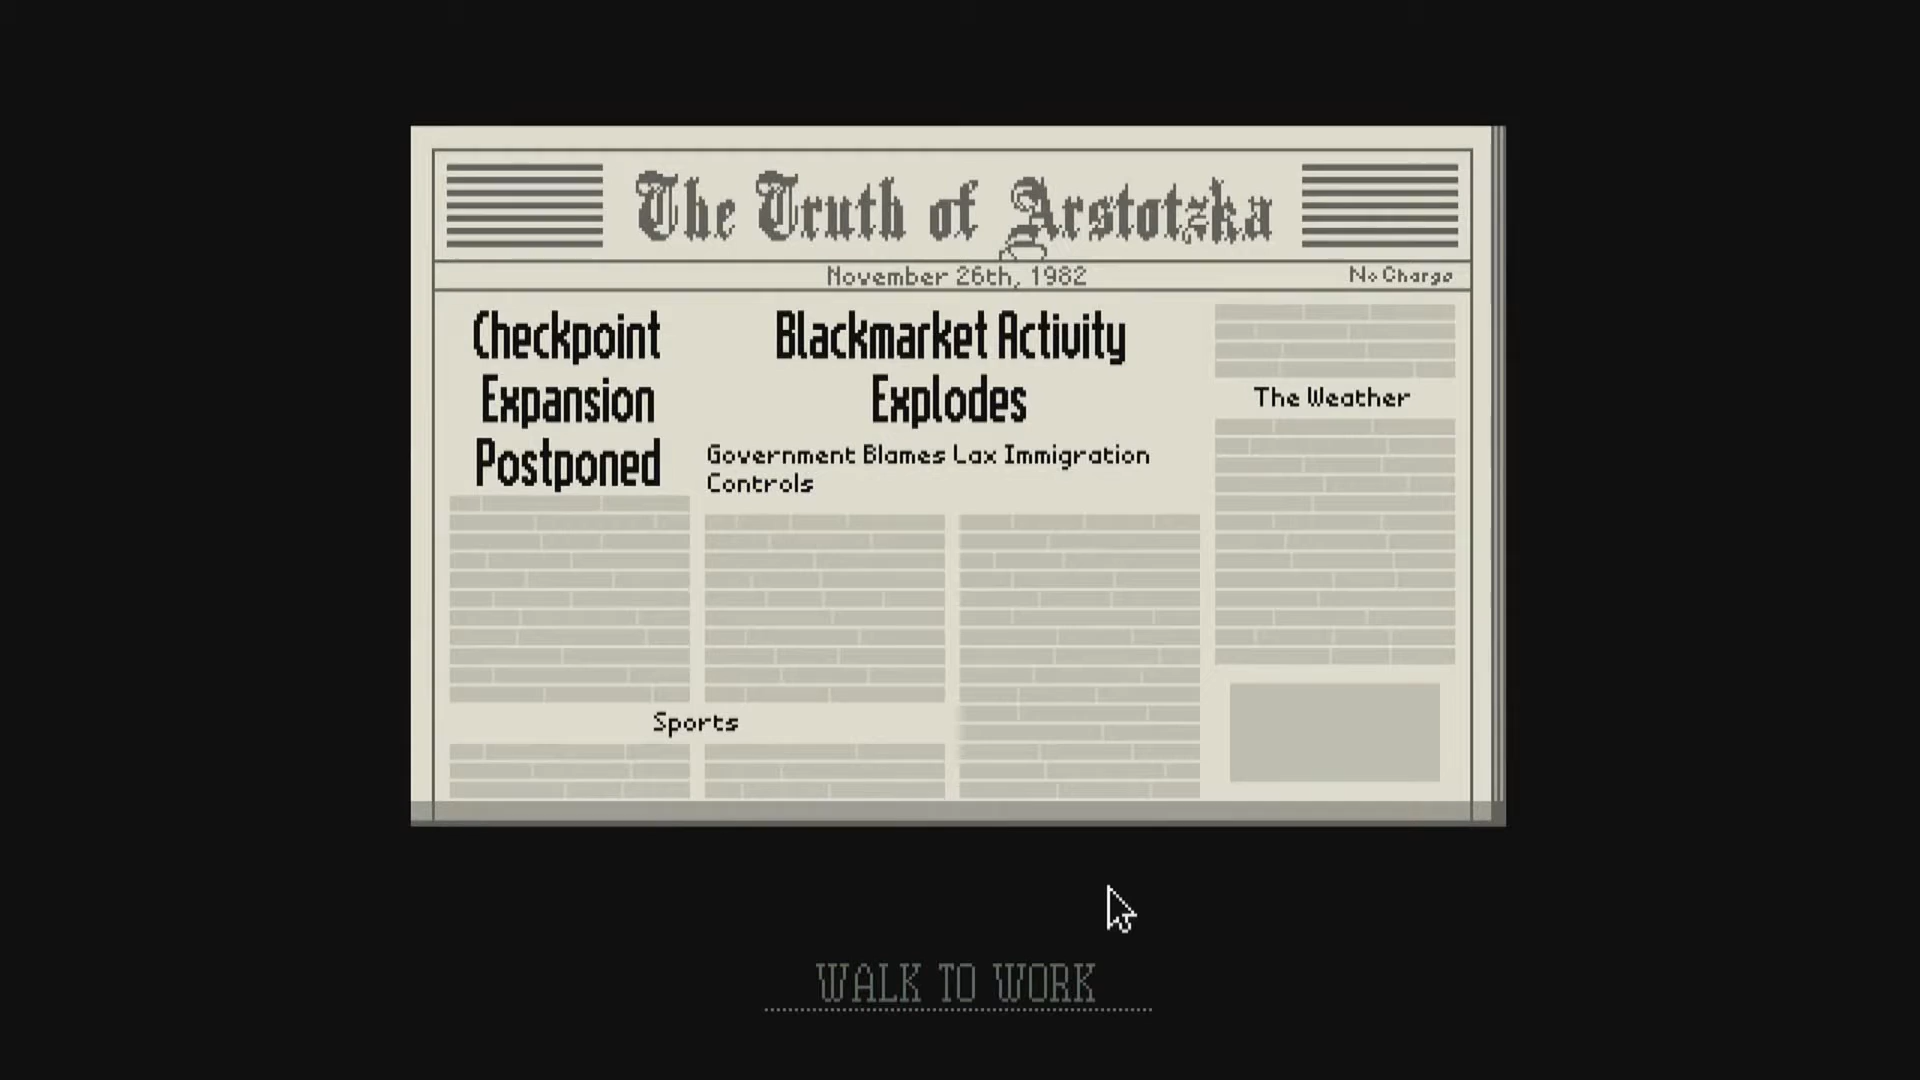 The Truth of Arstotzka
November 26th, 1982
No Charge
Checkpoint
Expansion
Postponed
Blackmarket Activity
Explodes
Government Blames Lax Immigration
Controls
The Weather
Sports
WALK TO WORK